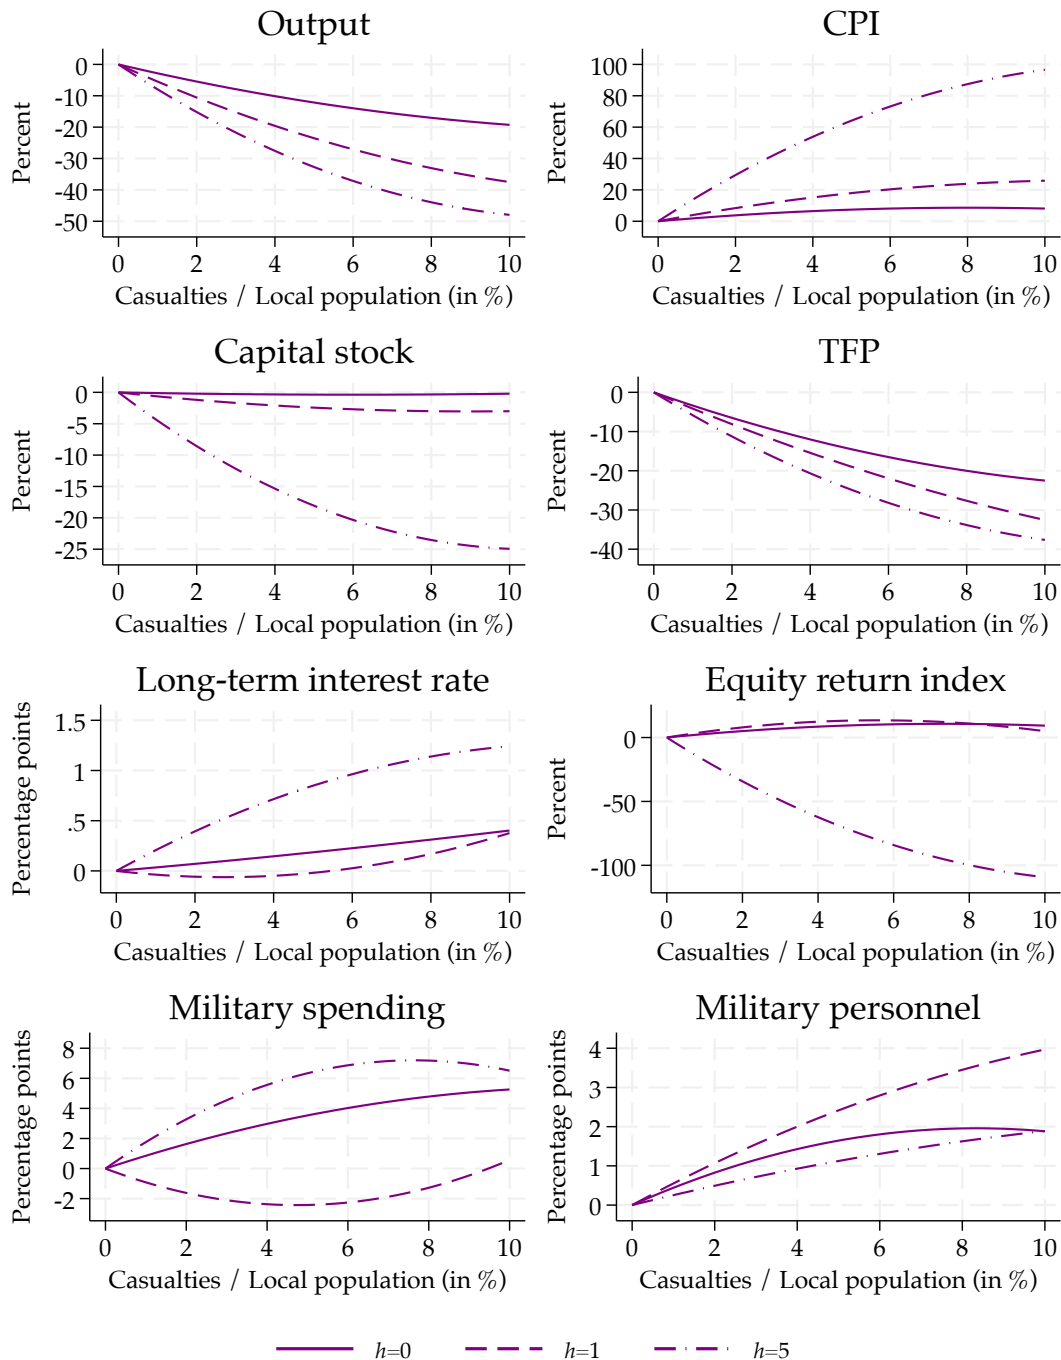 Output
Percent
0
-10
-20
-30
-40
-50
0 2 4 6 8 10
Casualties / Local population (in %)
CPI
Percent
100
80
60
40
20
0
0 2 4 6 8 10
Casualties / Local population (in %)
Capital stock
Percent
0
-5
-10
-15
-20
-25
0 2 4 6 8 10
Casualties / Local population (in %)
TFP
Percent
0
-10
-20
-30
-40
0 2 4 6 8 10
Casualties / Local population (in %)
Long-term interest rate
Percentage points
1.5
1
.5
0
0 2 4 6 8 10
Casualties / Local population (in %)
Equity return index
Percent
0
-50
-100
0 2 4 6 8 10
Casualties / Local population (in %)
Military spending
Percentage points
8
6
4
2
0
-2
0 2 4 6 8 10
Casualties / Local population (in %)
Military personnel
Percentage points
4
3
2
1
0
0 2 4 6 8 10
Casualties / Local population (in %)
h=0 h=1 h=5